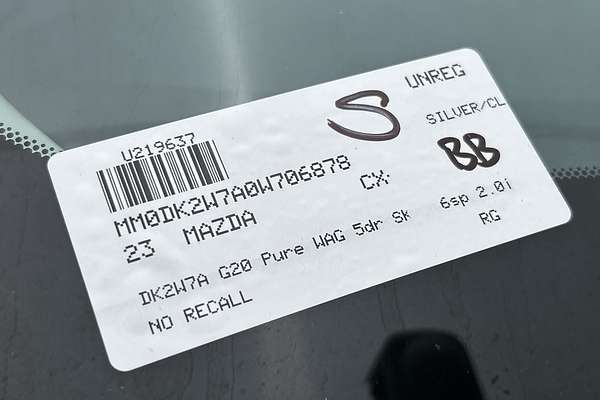 UNREG
S
SILVER/CL
U219637
BB
MM0DK2W7A0W706878
CX-
23 MAZDA
6sp 2.0i
DK2W7A G20 Pure WAG 5dr Sk
RG
NO RECALL